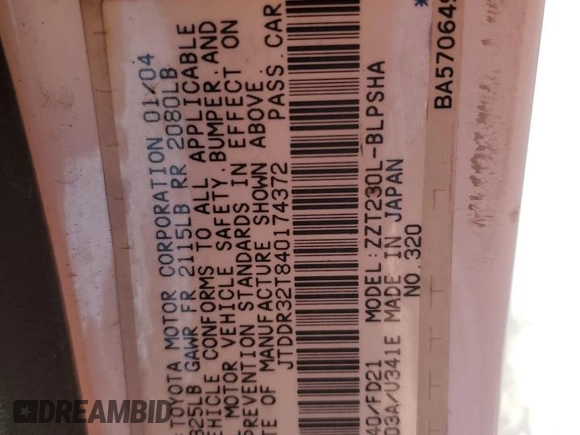 TOYOTA MOTOR CORPORATION 01/04
825LB GAWR FR 2115LB RR 2080LB
VEHICLE CONFORMS TO ALL APPLICABLE
MOTOR VEHICLE SAFETY, BUMPER, AND
PREVENTION STANDARDS IN EFFECT ON
TE OF MANUFACTURE SHOWN ABOVE.
JTDDR32T840174372 PASS. CAR
40/FD21 MODEL:ZZT230L-BLPSHA
03A/U341E MADE IN JAPAN
NO. 320
BA57064
DREAMBID